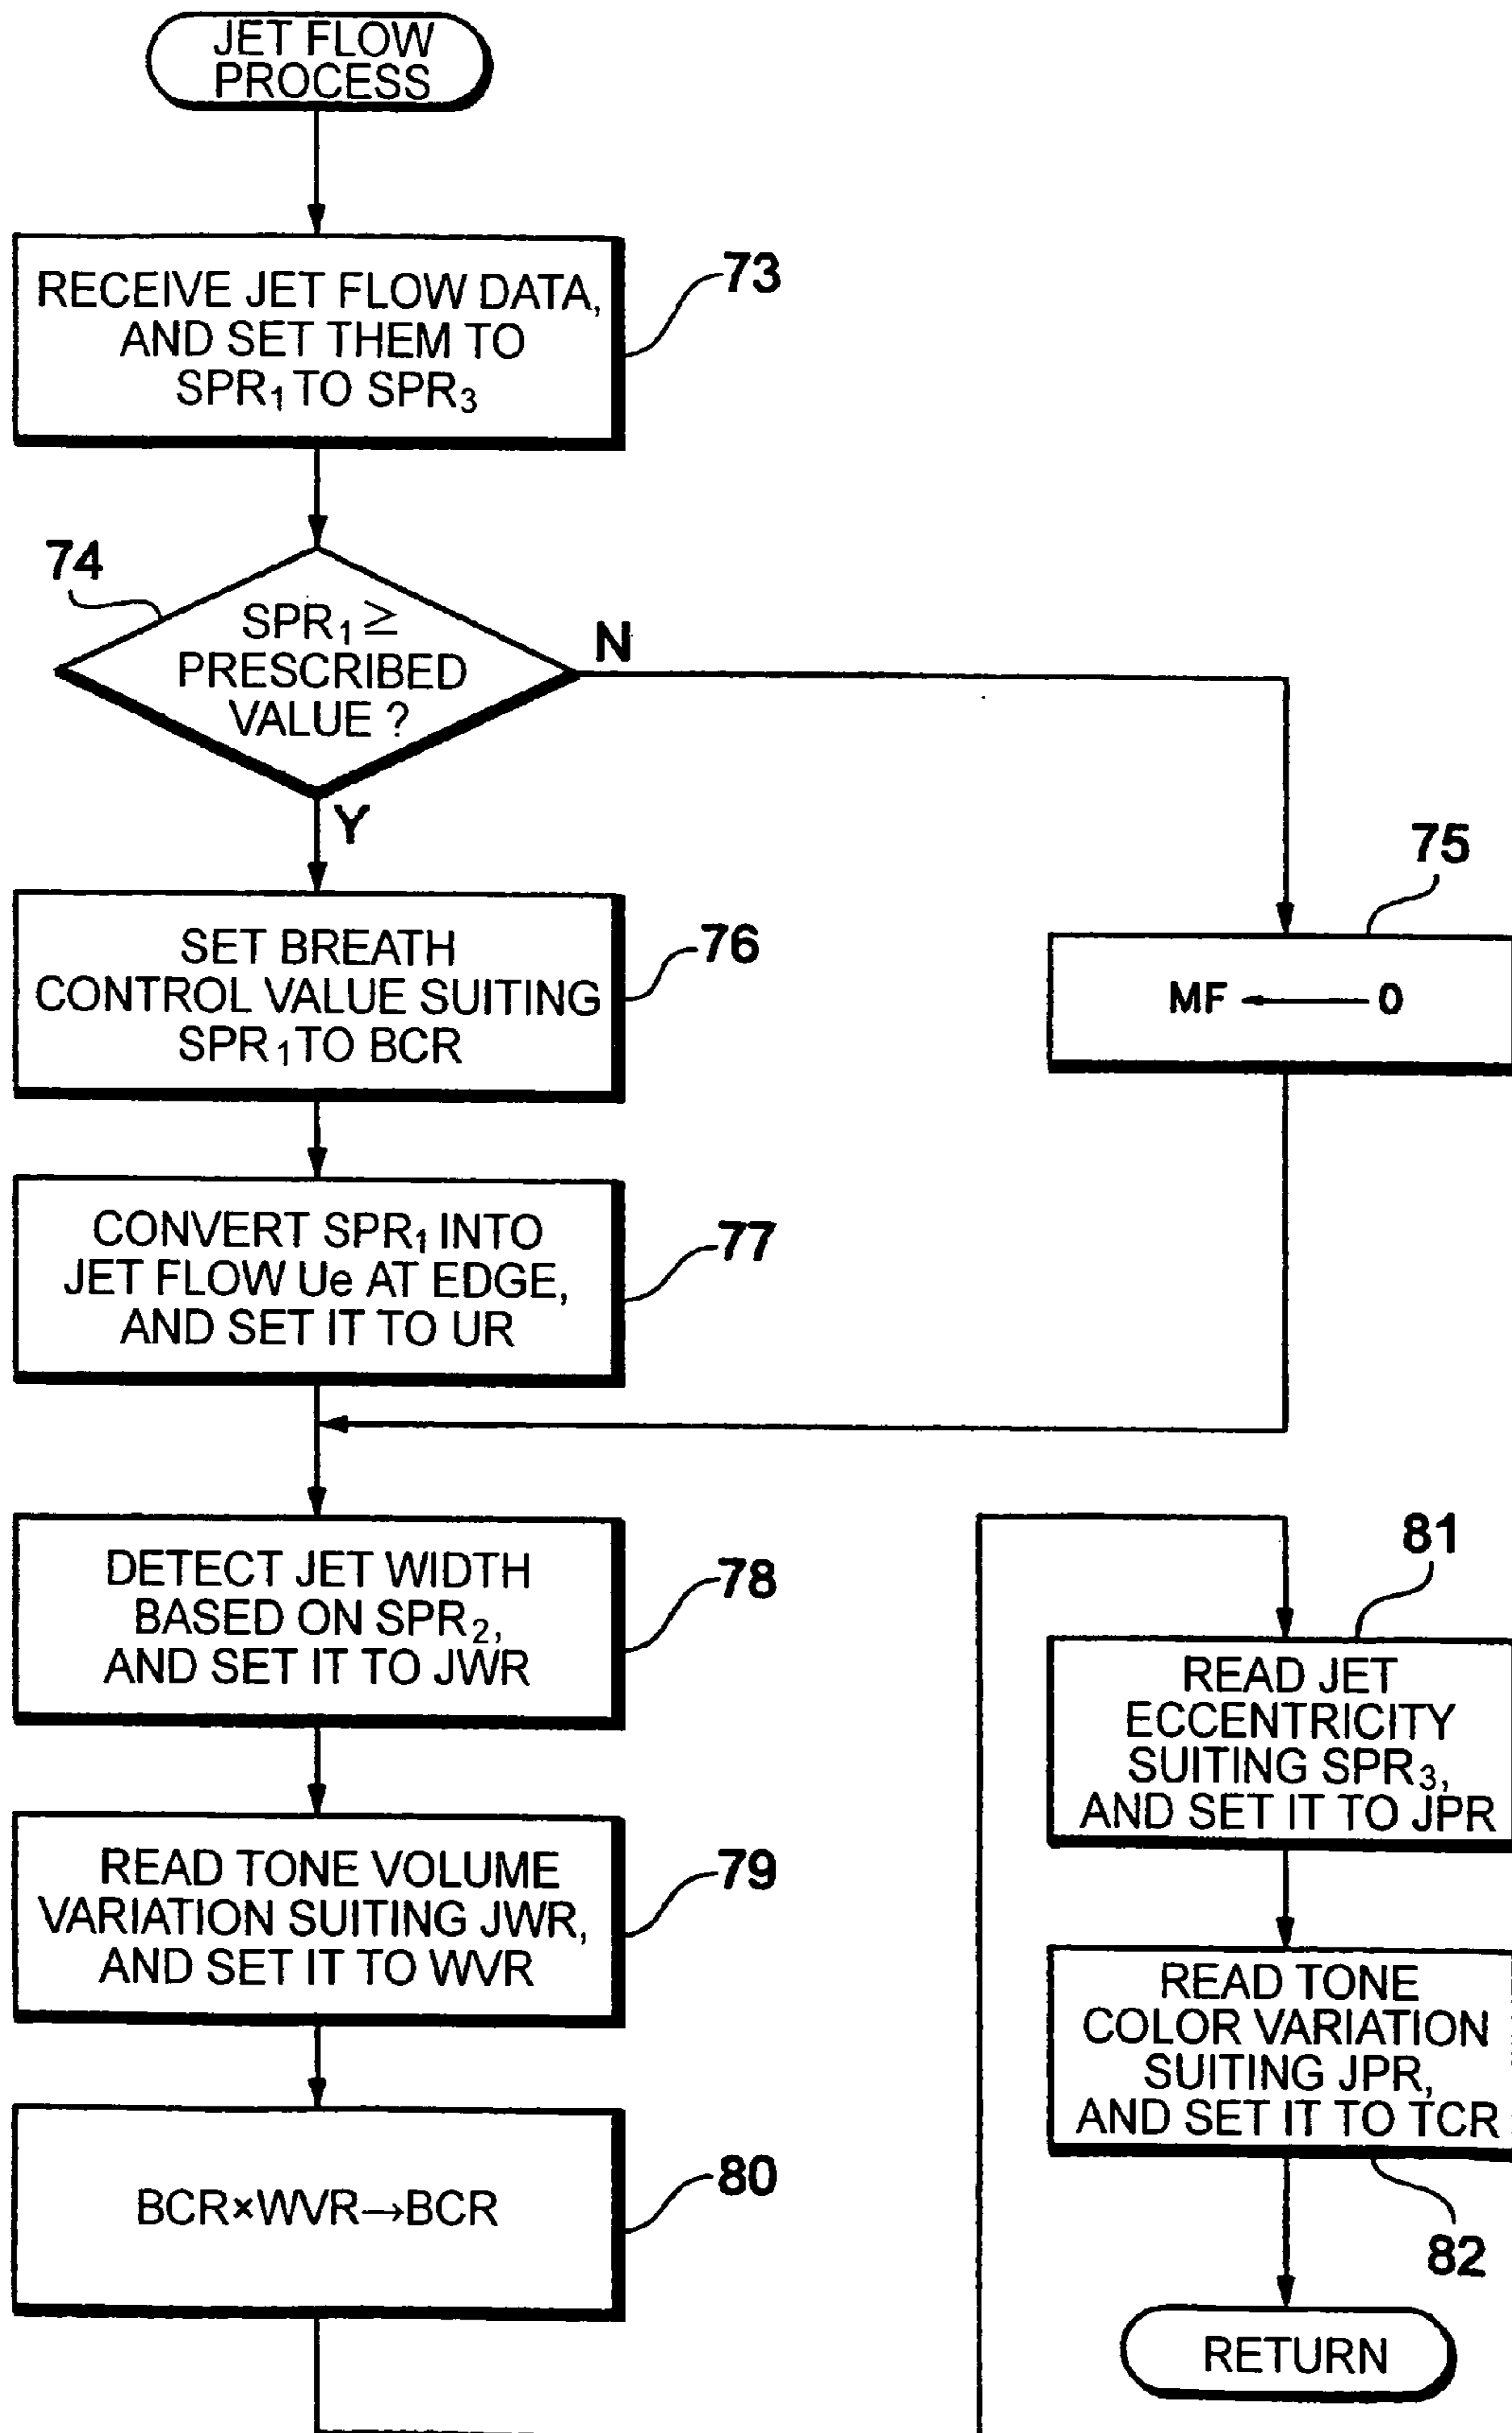 JET FLOW
PROCESS
RECEIVE JET FLOW DATA,
AND SET THEM TO
SPR₁ TO SPR₃
73
74
SPR₁ ≥
PRESCRIBED
VALUE ?
N
Y
75
MF ← 0
SET BREATH
CONTROL VALUE SUITING
SPR₁ TO BCR
76
CONVERT SPR₁ INTO
JET FLOW Ue AT EDGE,
AND SET IT TO UR
77
DETECT JET WIDTH
BASED ON SPR₂,
AND SET IT TO JWR
78
READ TONE VOLUME
VARIATION SUITING JWR,
AND SET IT TO WVR
79
BCR×WVR→BCR
80
81
READ JET
ECCENTRICITY
SUITING SPR₃,
AND SET IT TO JPR
READ TONE
COLOR VARIATION
SUITING JPR,
AND SET IT TO TCR
82
RETURN